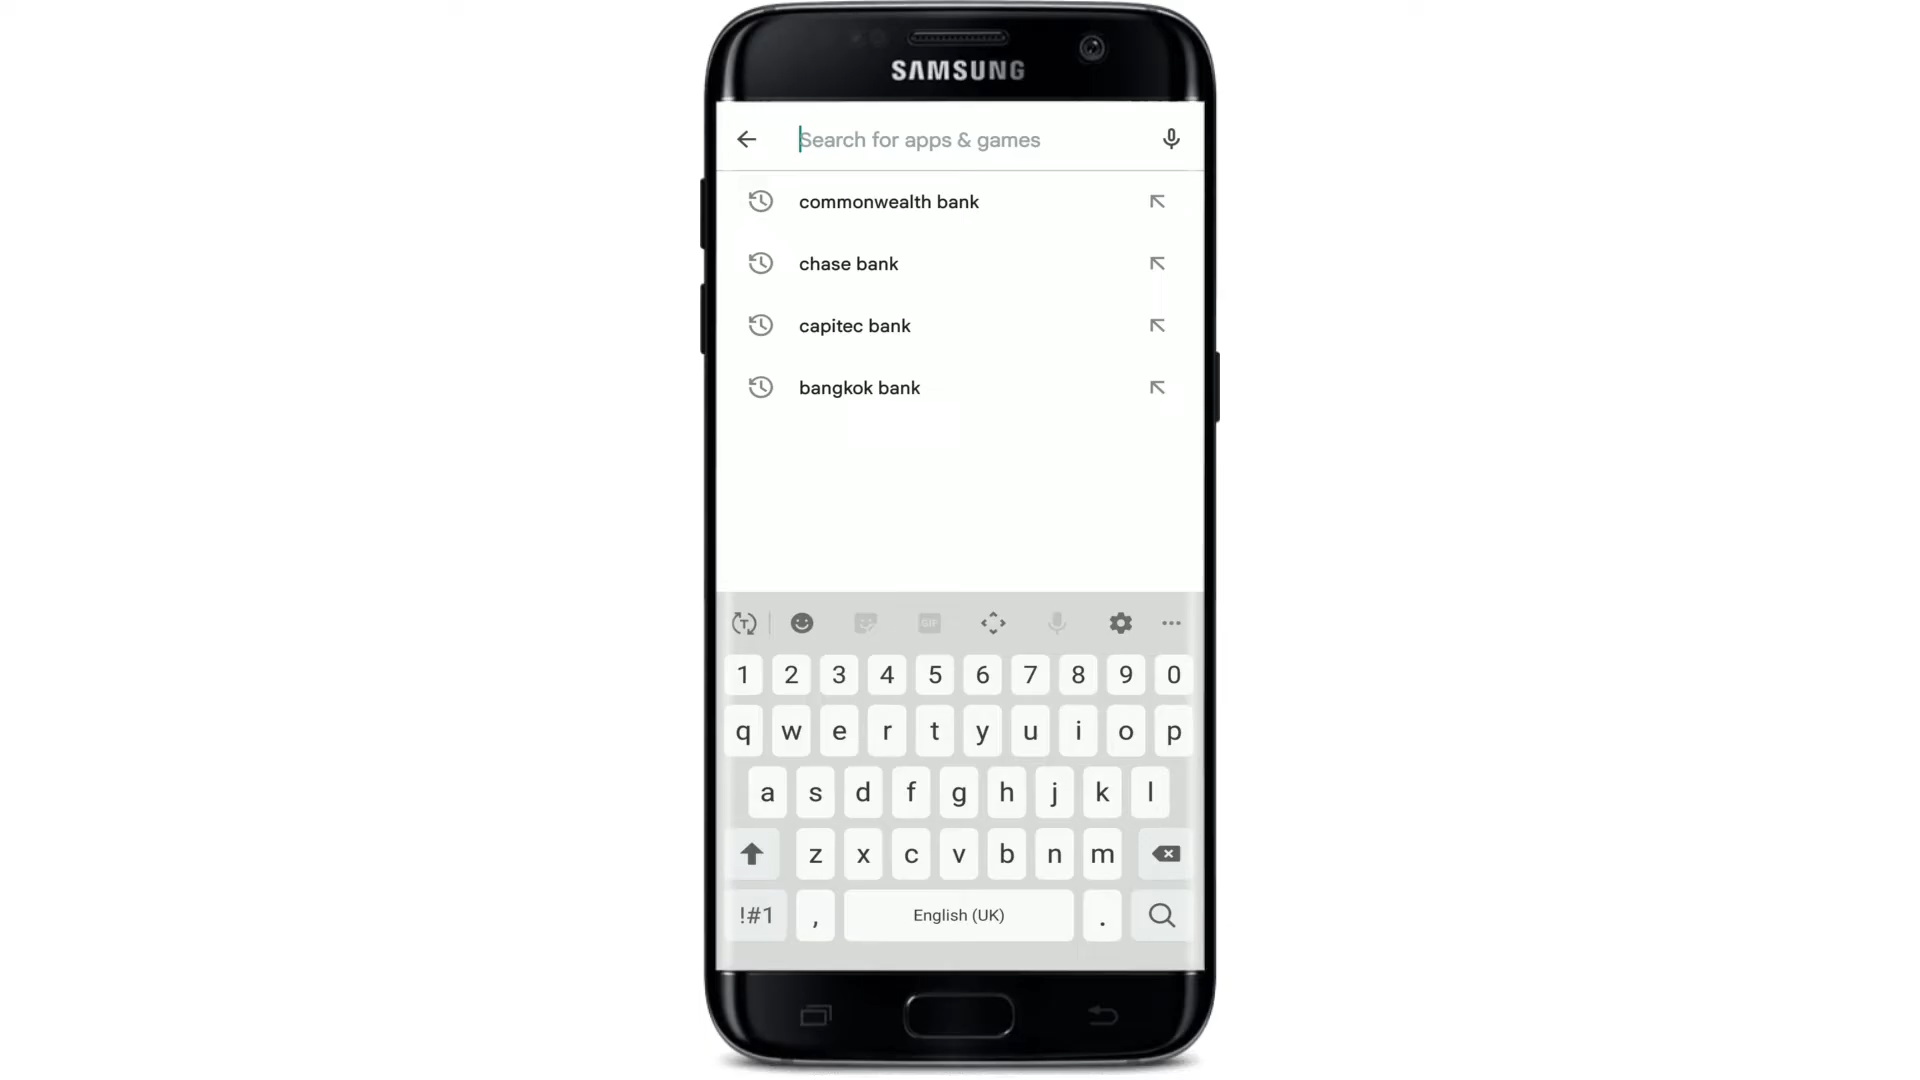 SAMSUNG
Search for apps & games
commonwealth bank
chase bank
capitec bank
bangkok bank
GIF
1 2 3 4 5 6 7 8 9 0
q w e r t y u i o p
a s d f g h j k l
z x c v b n m
!#1 , English (UK) .